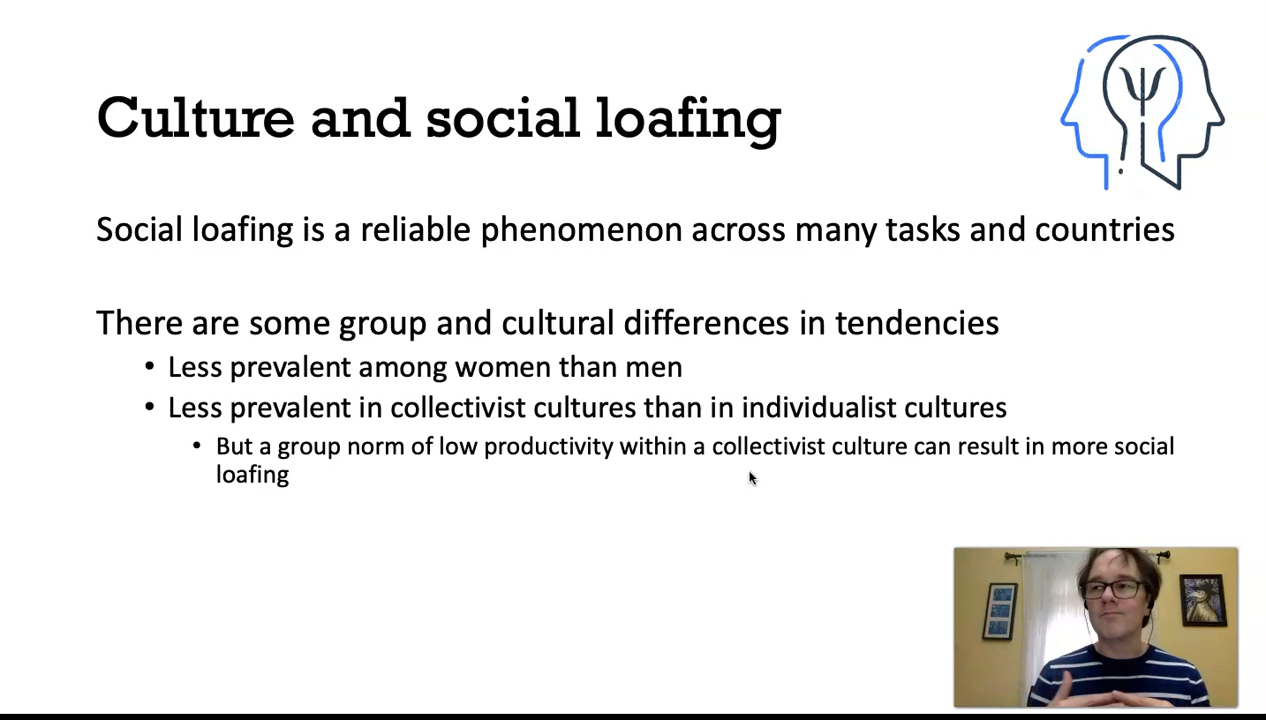 Culture and social loafing
Social loafing is a reliable phenomenon across many tasks and countries
There are some group and cultural differences in tendencies
• Less prevalent among women than men
• Less prevalent in collectivist cultures than in individualist cultures
• But a group norm of low productivity within a collectivist culture can result in more social
loafing